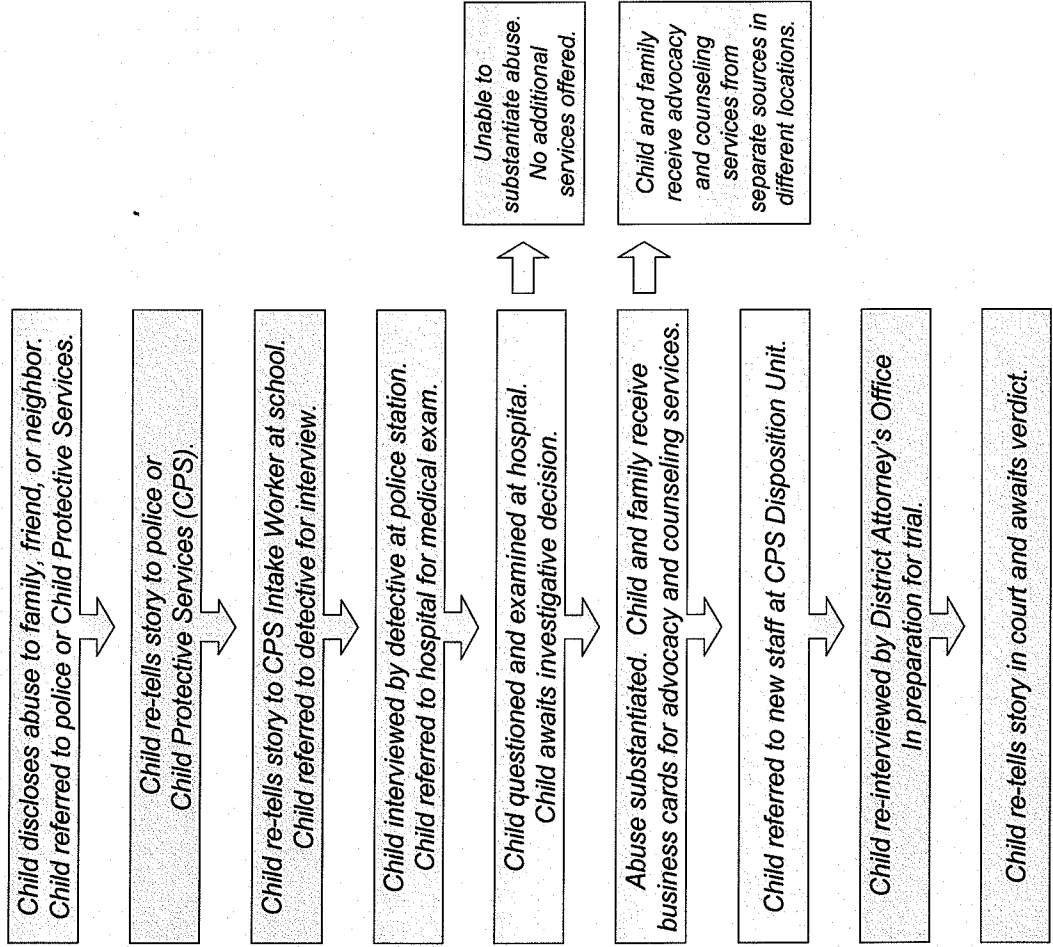 Child discloses abuse to family, friend, or neighbor.
Child referred to police or Child Protective Services.
Child re-tells story to police or
Child Protective Services (CPS).
Child re-tells story to CPS Intake Worker at school.
Child referred to detective for interview.
Child interviewed by detective at police station.
Child referred to hospital for medical exam.
Child questioned and examined at hospital.
Child awaits investigative decision.
Unable to
substantiate abuse.
No additional
services offered.
Abuse substantiated. Child and family receive
business cards for advocacy and counseling services.
Child and family
receive advocacy
and counseling
services from
separate sources in
different locations.
Child referred to new staff at CPS Disposition Unit.
Child re-interviewed by District Attorney's Office
In preparation for trial.
Child re-tells story in court and awaits verdict.